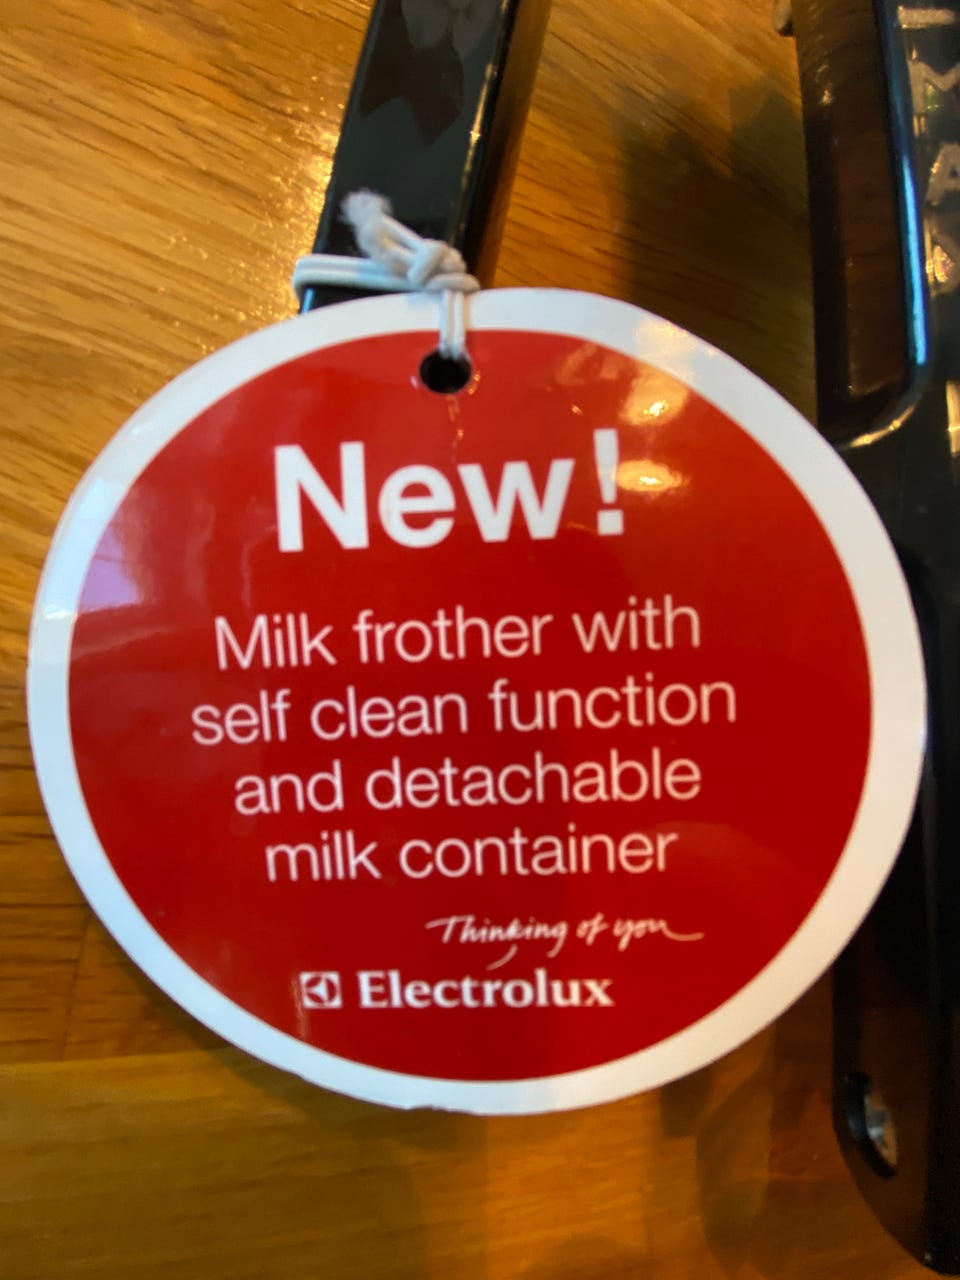 New!
Milk frother with
self clean function
and detachable
milk container
Thinking of you
Electrolux